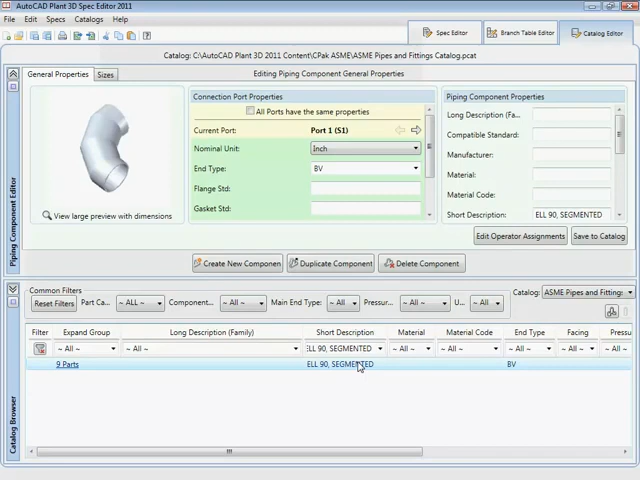 AutoCAD Plant 3D Spec Editor 2011
File Edit Specs Catalogs Help
Spec Editor Branch Table Editor Catalog Editor
Catalog: C:\AutoCAD Plant 3D 2011 Content\CPak ASME\ASME Pipes and Fittings Catalog.pcat
General Properties Sizes Editing Piping Component General Properties
Piping Component Editor
View large preview with dimensions
Connection Port Properties
All Ports have the same properties
Current Port: Port 1 (S1)
Nominal Unit: Inch
End Type: BV
Flange Std:
Gasket Std:
Piping Component Properties
Long Description (Fa...
Compatible Standard:
Manufacturer:
Material:
Material Code:
Short Description: ELL 90, SEGMENTED
Edit Operator Assignments Save to Catalog
Create New Componen Duplicate Component Delete Component
Catalog Browser
Common Filters
Reset Filters Part Ca... ~ ALL ~ Component... ~ All ~ Main End Type: ~ All ~ Pressur... ~ All ~ U... ~ All ~
Catalog: ASME Pipes and Fittings
Filter Expand Group Long Description (Family) Short Description Material Material Code End Type Facing Pressu
~ All ~ ~ All ~ ELL 90, SEGMENTED ~ All ~ ~ All ~ ~ All ~ ~ All ~ ~ All
9 Parts ELL 90, SEGMENTED BV